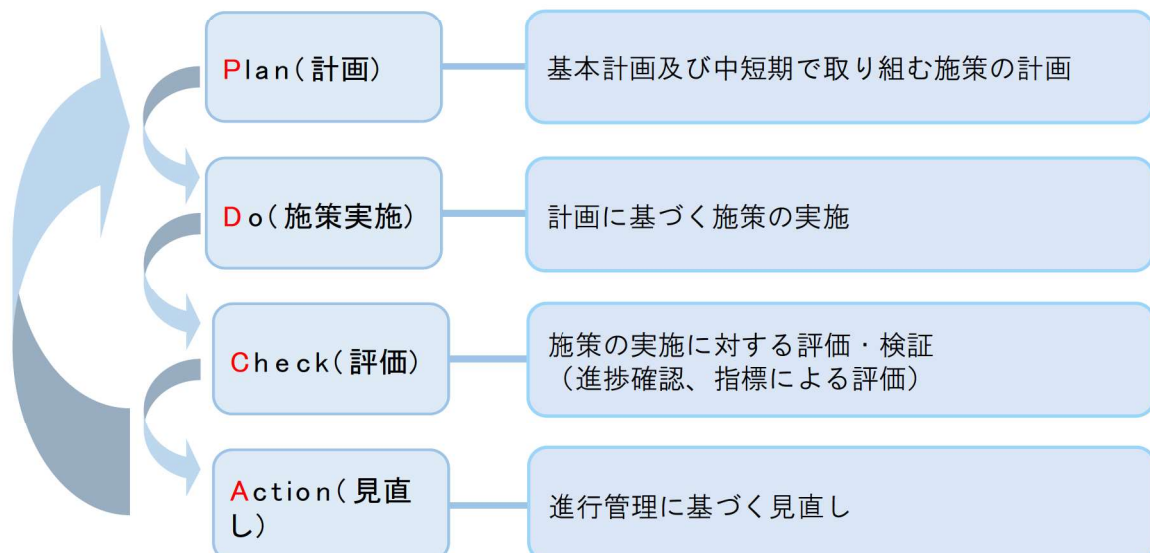 Plan(計画)
基本計画及び中短期で取り組む施策の計画
Do(施策実施)
計画に基づく施策の実施
Check(評価)
施策の実施に対する評価・検証
（進捗確認、指標による評価）
Action(見直
し)
進行管理に基づく見直し